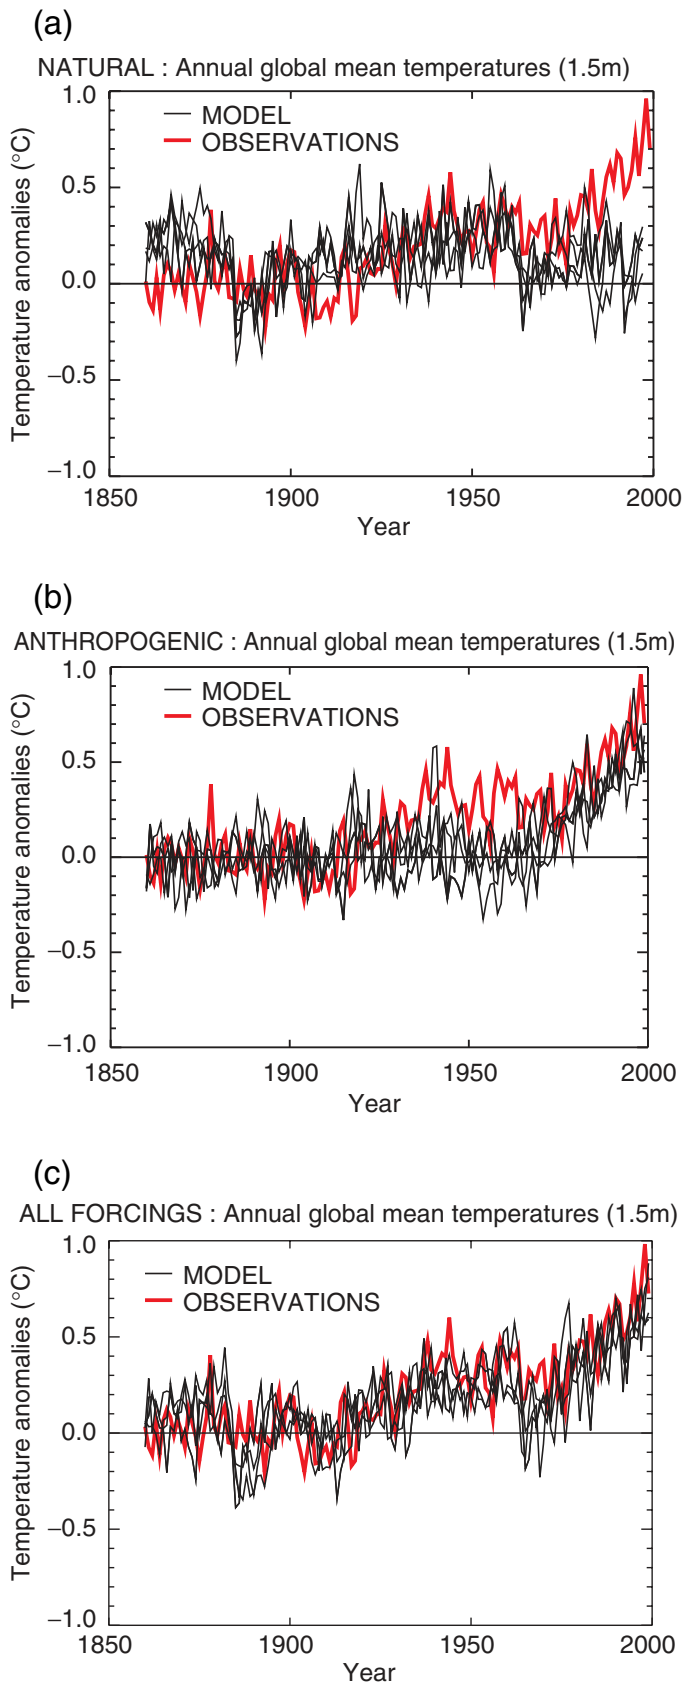 (a)
NATURAL : Annual global mean temperatures (1.5m)
1.0
MODEL
OBSERVATIONS
0.5
0.0
−0.5
−1.0
Temperature anomalies (°C)
1850 1900 1950 2000
Year
(b)
ANTHROPOGENIC : Annual global mean temperatures (1.5m)
1.0
MODEL
OBSERVATIONS
0.5
0.0
−0.5
−1.0
Temperature anomalies (°C)
1850 1900 1950 2000
Year
(c)
ALL FORCINGS : Annual global mean temperatures (1.5m)
1.0
MODEL
OBSERVATIONS
0.5
0.0
−0.5
−1.0
Temperature anomalies (°C)
1850 1900 1950 2000
Year